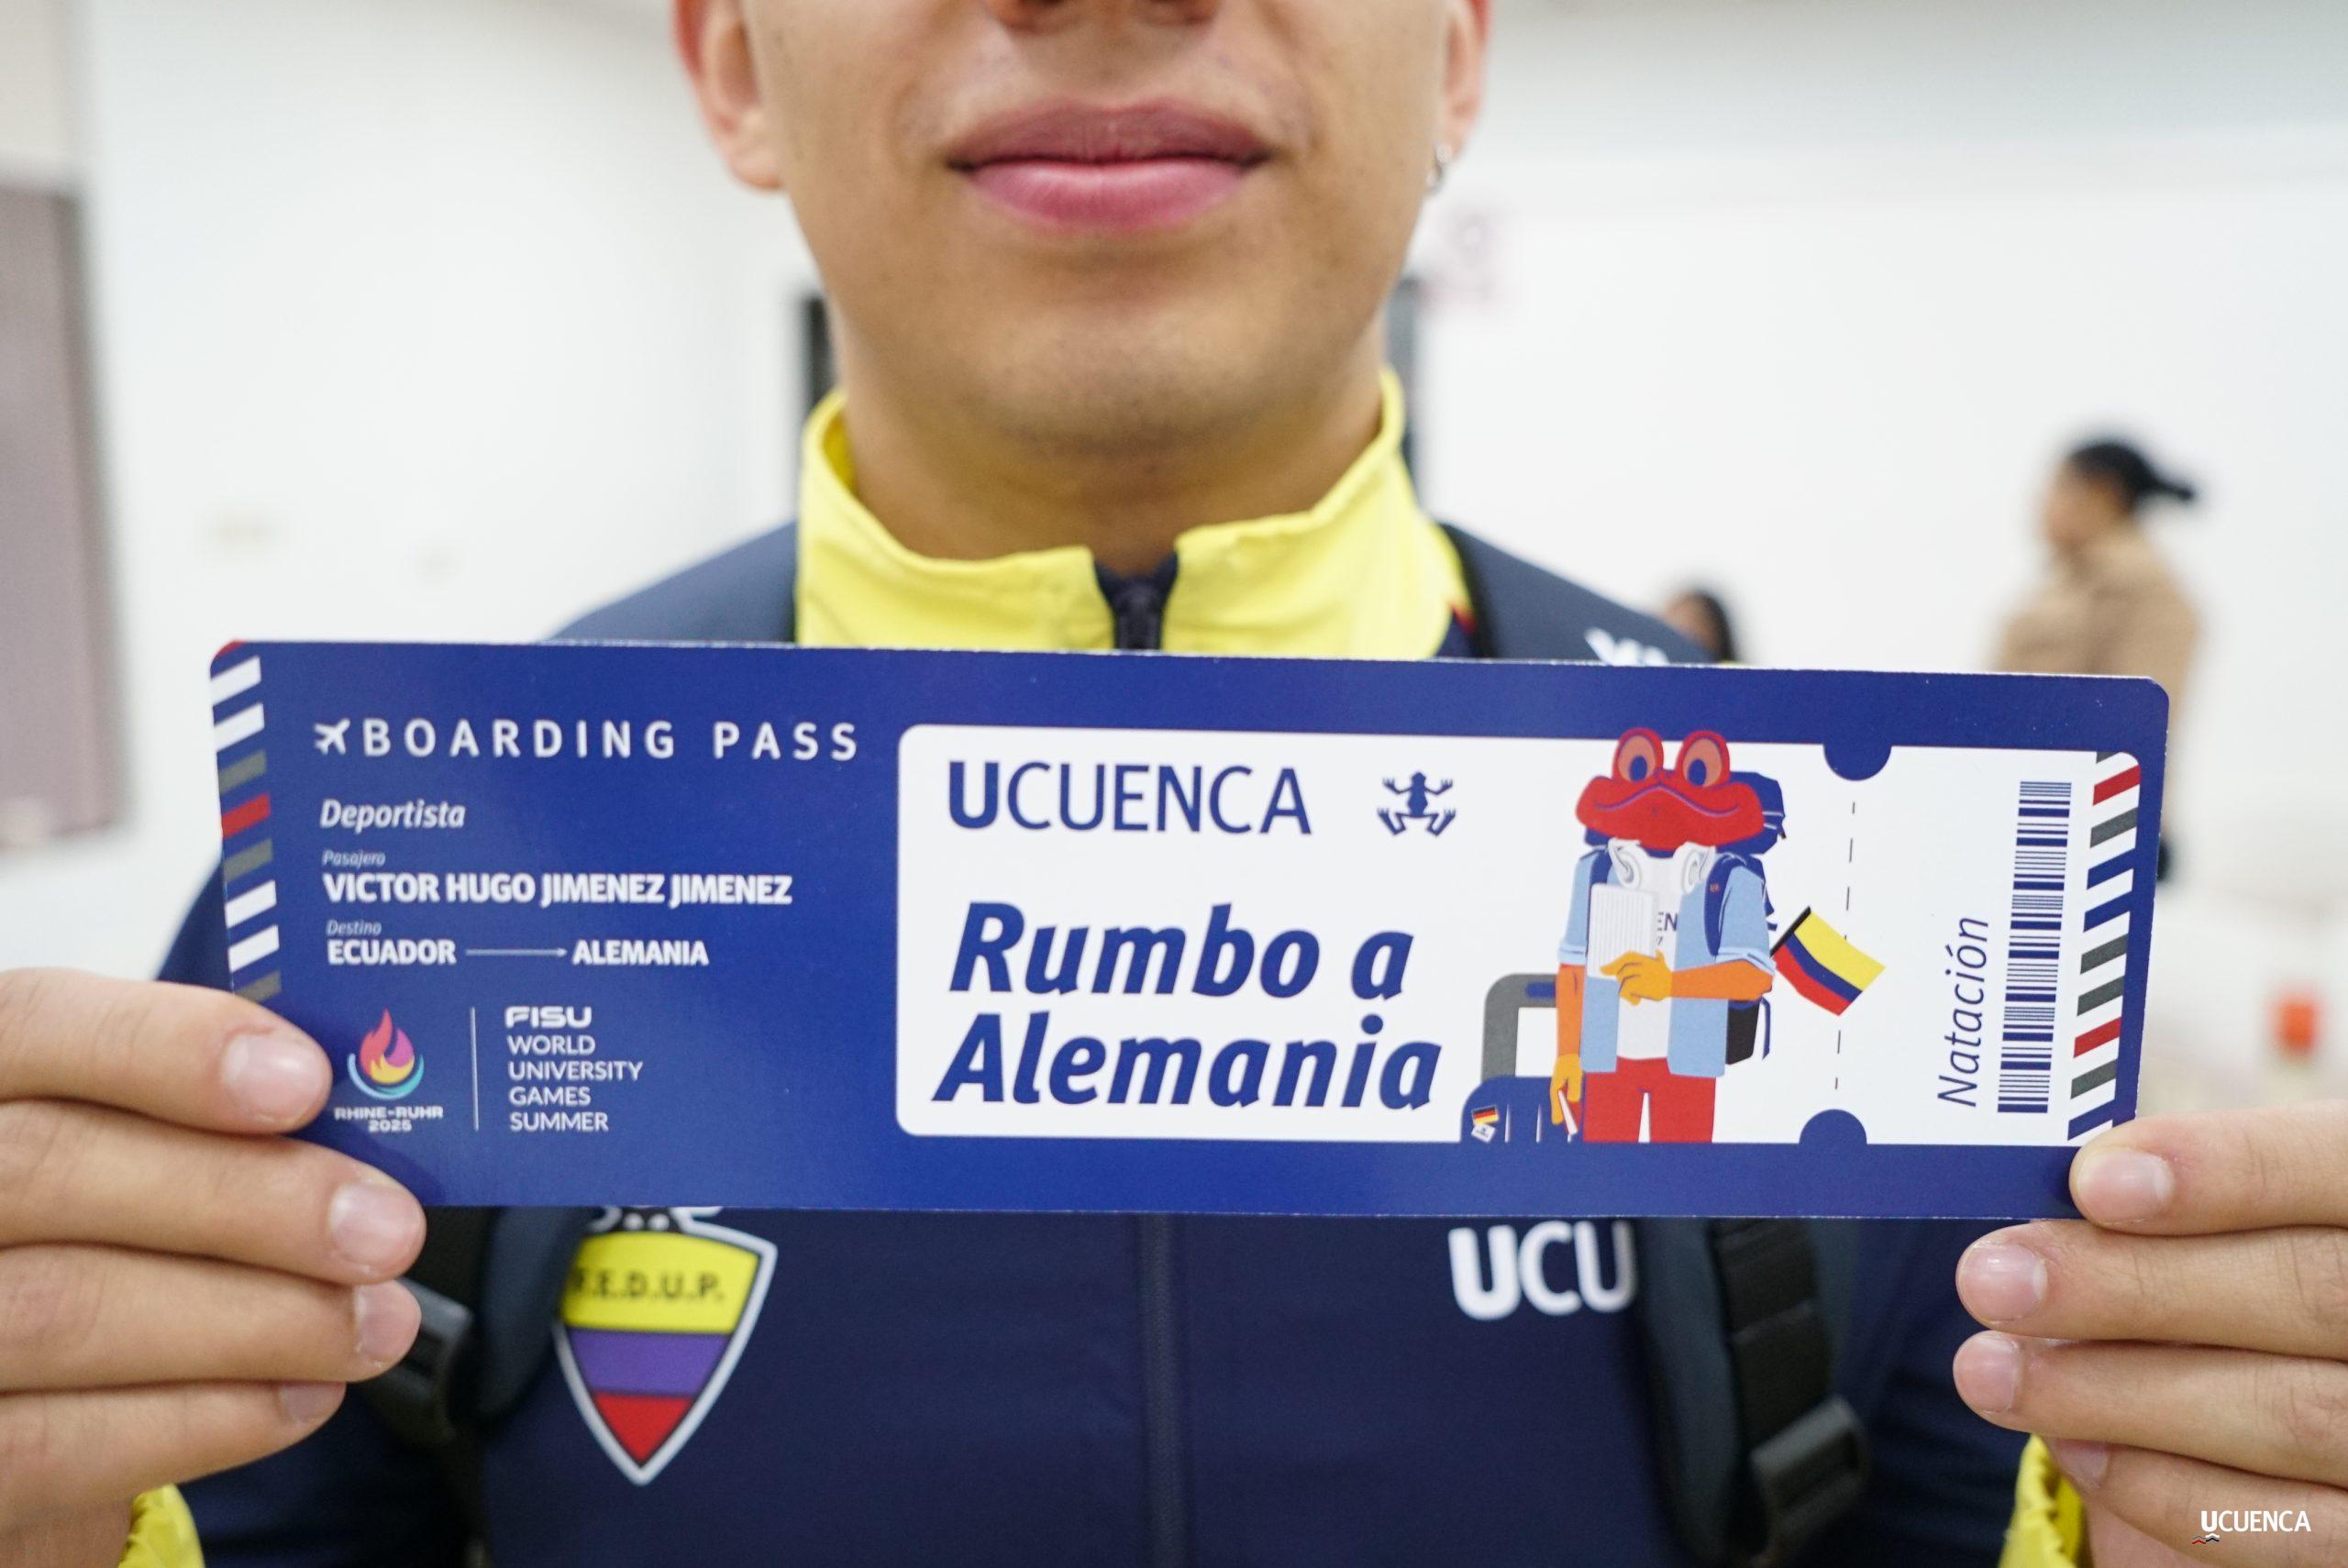 BOARDING PASS
Deportista
Pasajero
VICTOR HUGO JIMENEZ JIMENEZ
Destino
ECUADOR ALEMANIA
RHINE-RUHR
2025
FISU
WORLD
UNIVERSITY
GAMES
SUMMER
UCUENCA
Rumbo a
Alemania
EN
Natación
F.E.D.U.P.
UCU
UCUENCA